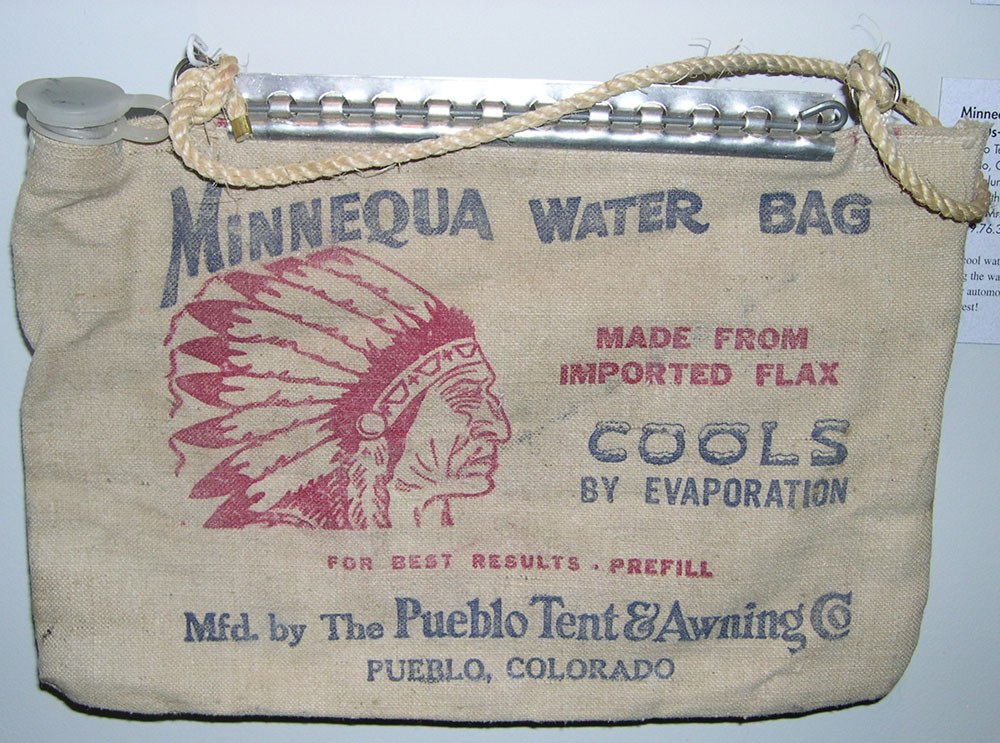 MINNEQUA WATER BAG
MADE FROM
IMPORTED FLAX
COOLS
BY EVAPORATION
FOR BEST RESULTS - PREFILL
Mfd. by The Pueblo Tent & Awning Co
PUEBLO, COLORADO